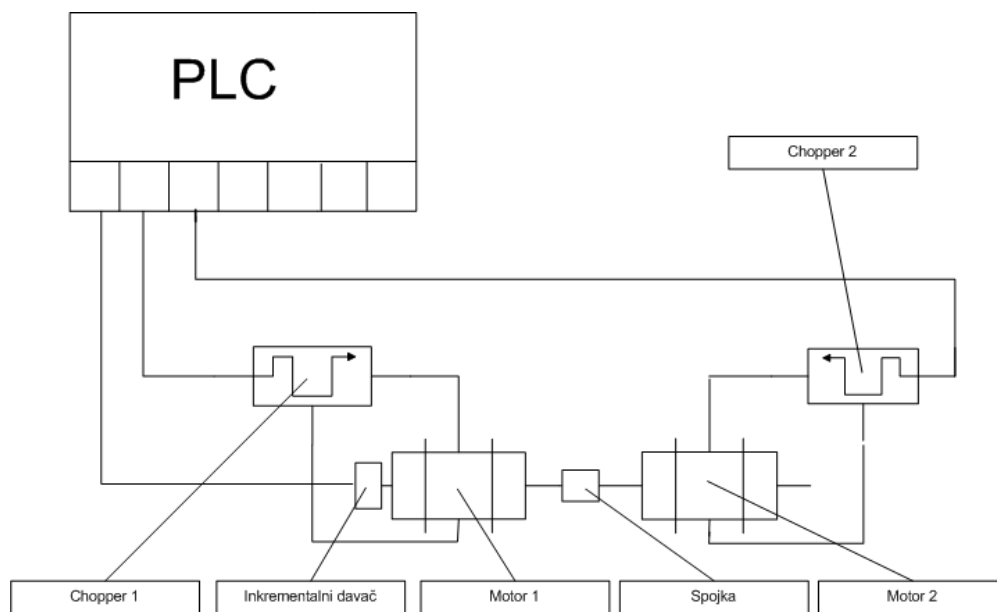 PLC
Chopper 2
Chopper 1
Inkrementalni davač
Motor 1
Spojka
Motor 2